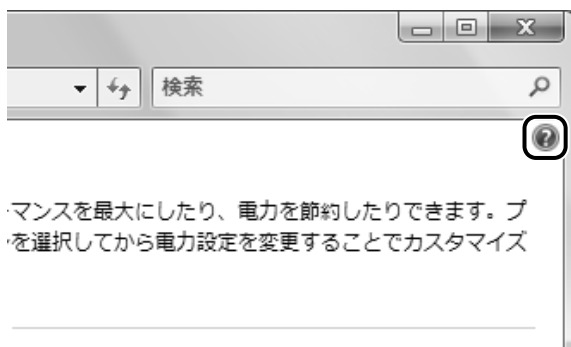 検索
マンスを最大にしたり、電力を節約したりできます。プ
を選択してから電力設定を変更することでカスタマイズ